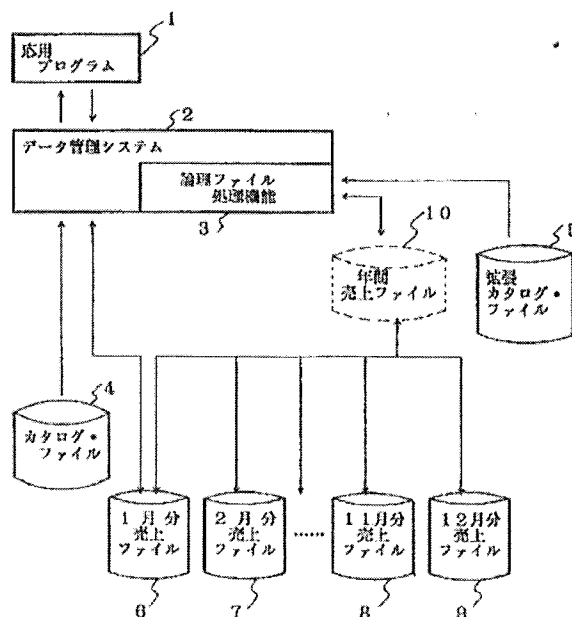 1
応用
プログラム
2
データ管理システム
論理ファイル
処理機能
3
10
年間
売上ファイル
拡張
カタログ・
ファイル
4
カタログ・
ファイル
1月分
売上
ファイル
2月分
売上
ファイル
……
11月分
売上
ファイル
12月分
売上
ファイル
6
7
8
9